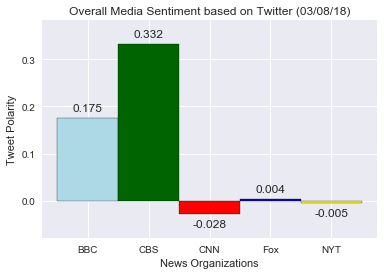 Overall Media Sentiment based on Twitter (03/08/18)
0.332
0.3
0.2
0.175
Tweet Polarity
0.1
0.004
0.0
-0.028
-0.005
BBC CBS CNN Fox NYT
News Organizations